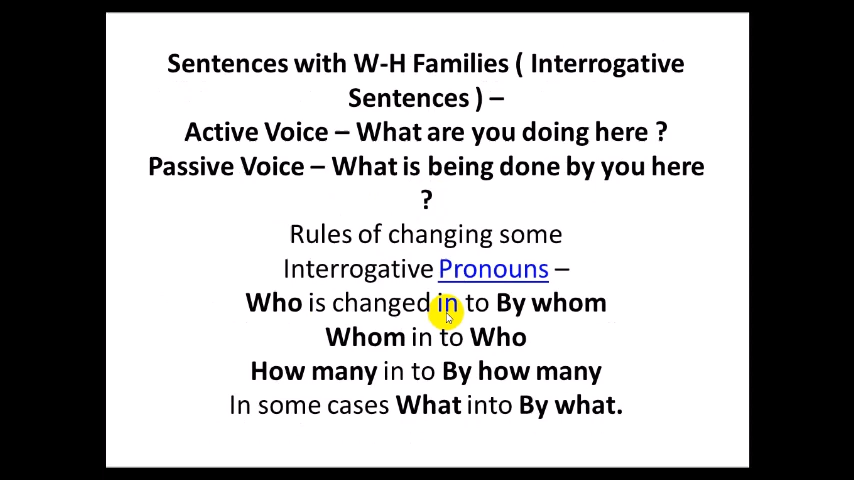 Sentences with W-H Families ( Interrogative
Sentences ) –
Active Voice – What are you doing here ?
Passive Voice – What is being done by you here
?
Rules of changing some
Interrogative Pronouns –
Who is changed in to By whom
Whom in to Who
How many in to By how many
In some cases What into By what.